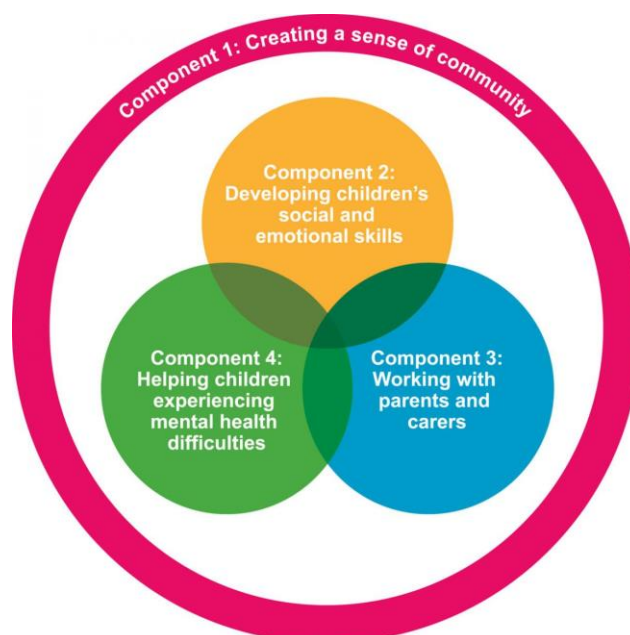 Component 1: Creating a sense of community
Component 2:
Developing children's
social and
emotional skills
Component 4:
Helping children
experiencing
mental health
difficulties
Component 3:
Working with
parents and
carers